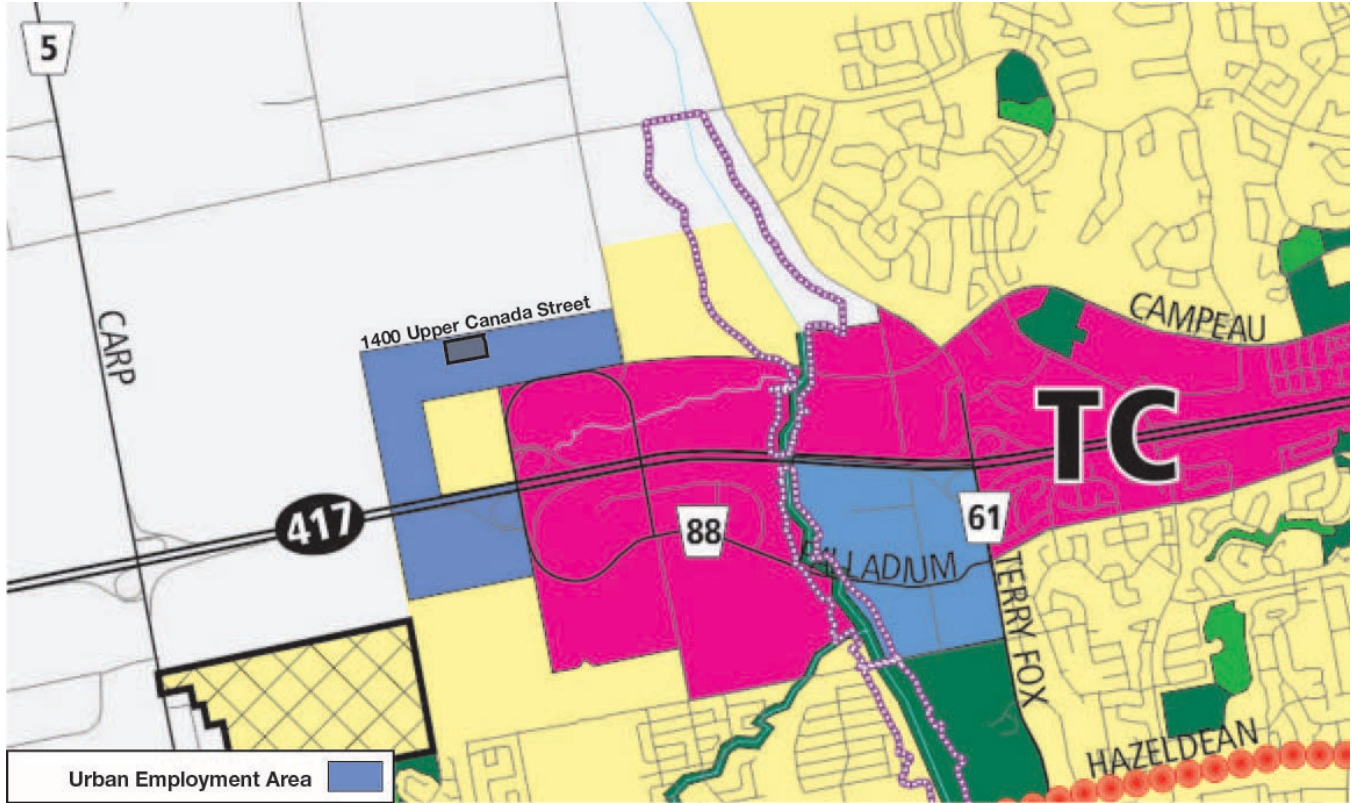 5
CARP
1400 Upper Canada Street
CAMPEAU
TC
417
88
61
PALLADIUM
TERRY FOX
HAZELDEAN
Urban Employment Area